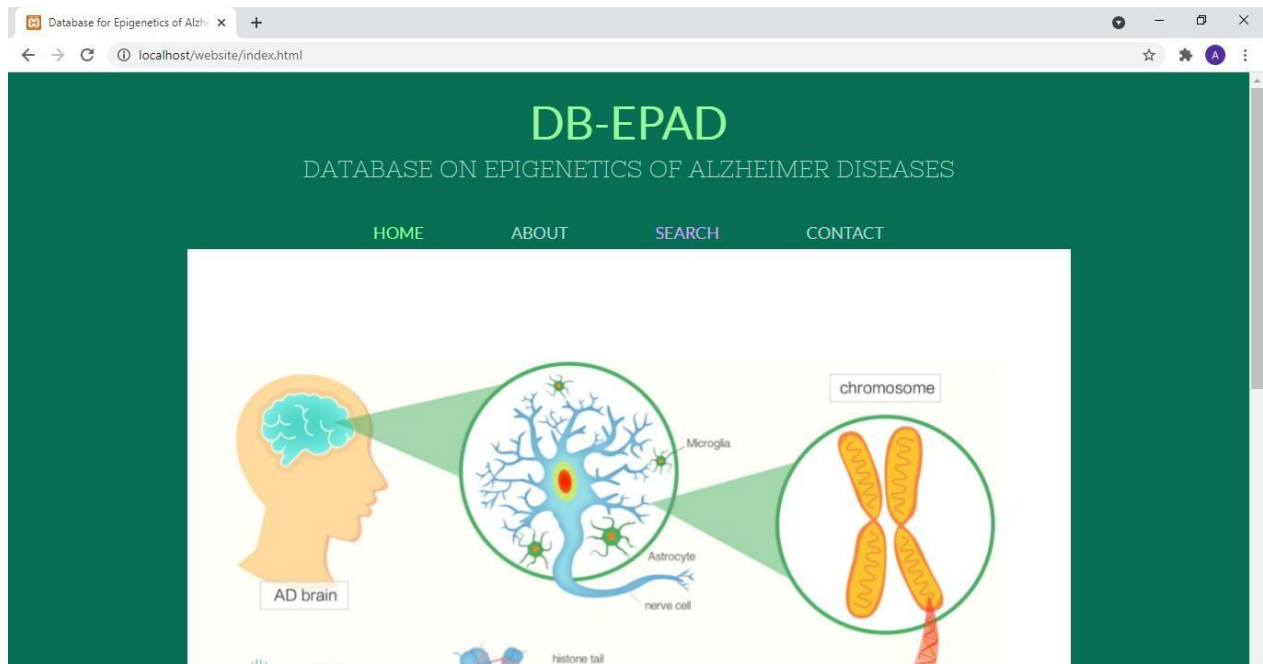 Database for Epigenetics of Alzh
localhost/website/index.html
A
DB-EPAD
DATABASE ON EPIGENETICS OF ALZHEIMER DISEASES
HOME ABOUT SEARCH CONTACT
chromosome
Microglia
Astrocyte
AD brain
nerve cell
histone tail